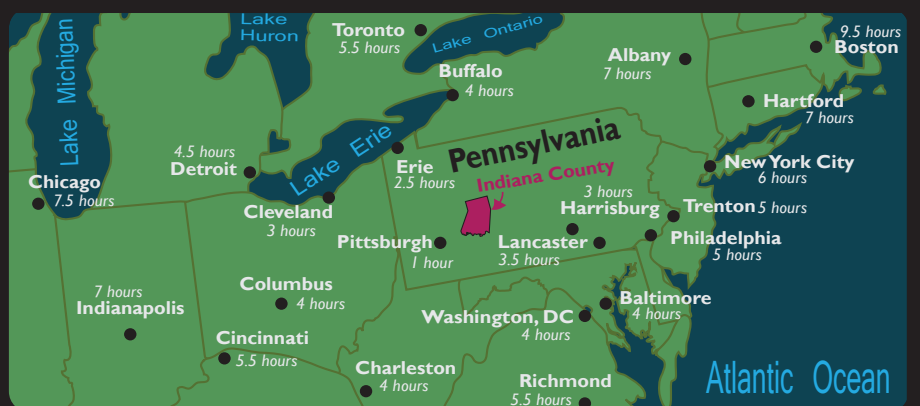 Lake Michigan
Lake
Huron
Toronto
5.5 hours
Lake Ontario
9.5 hours
Boston
Albany
7 hours
Buffalo
4 hours
Hartford
7 hours
4.5 hours
Detroit
Lake Erie
Erie
2.5 hours
Pennsylvania
Indiana County
New York City
6 hours
Chicago
7.5 hours
Cleveland
3 hours
3 hours
Harrisburg
Trenton 5 hours
Pittsburgh
1 hour
Lancaster
3.5 hours
Philadelphia
5 hours
7 hours
Indianapolis
Columbus
4 hours
Baltimore
4 hours
Washington, DC
4 hours
Cincinnati
5.5 hours
Charleston
4 hours
Richmond
5.5 hours
Atlantic Ocean